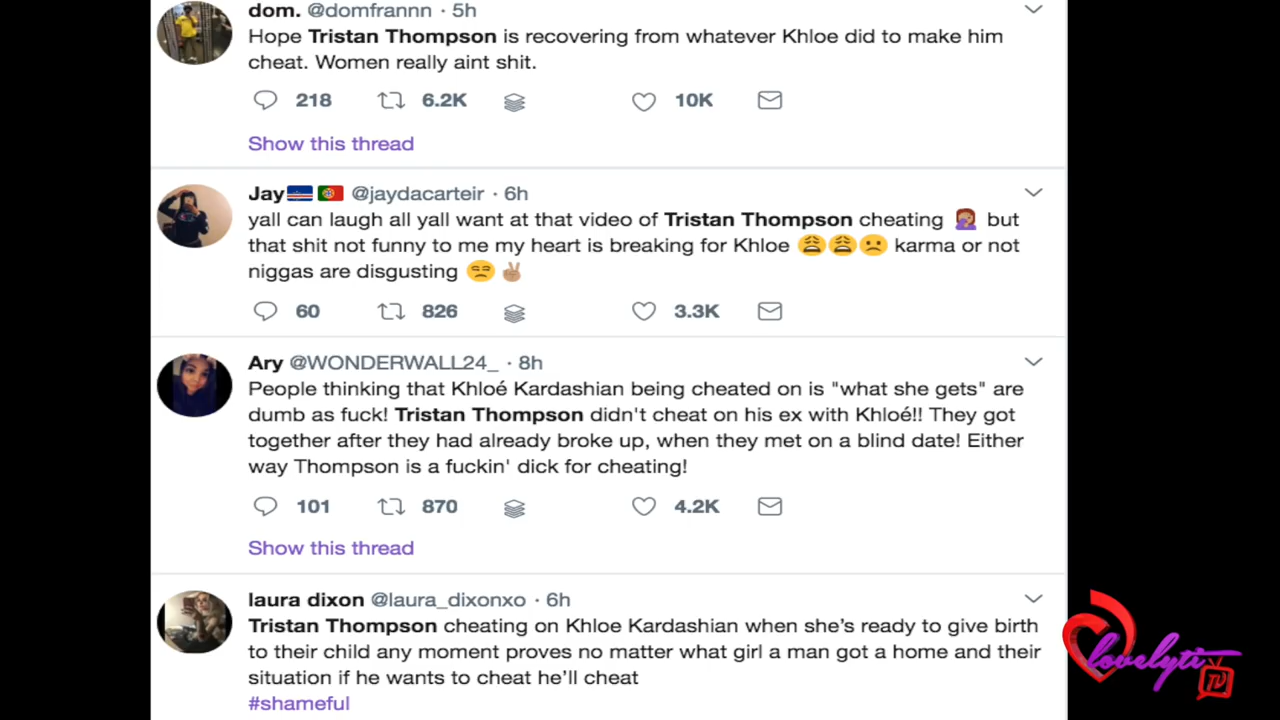 dom. @domfrannn · 5h
Hope Tristan Thompson is recovering from whatever Khloe did to make him
cheat. Women really aint shit.
218 6.2K 10K
Show this thread
Jay🇨🇻🇵🇹 @jaydacarteir · 6h
yall can laugh all yall want at that video of Tristan Thompson cheating 🤦🏽‍♀️ but
that shit not funny to me my heart is breaking for Khloe 😩😩🙁 karma or not
niggas are disgusting 😒✌🏽
60 826 3.3K
Ary @WONDERWALL24_ · 8h
People thinking that Khloé Kardashian being cheated on is "what she gets" are
dumb as fuck! Tristan Thompson didn't cheat on his ex with Khloé!! They got
together after they had already broke up, when they met on a blind date! Either
way Thompson is a fuckin' dick for cheating!
101 870 4.2K
Show this thread
laura dixon @laura_dixonxo · 6h
Tristan Thompson cheating on Khloe Kardashian when she's ready to give birth
to their child any moment proves no matter what girl a man got a home and their
situation if he wants to cheat he'll cheat
#shameful
lovelyti TV